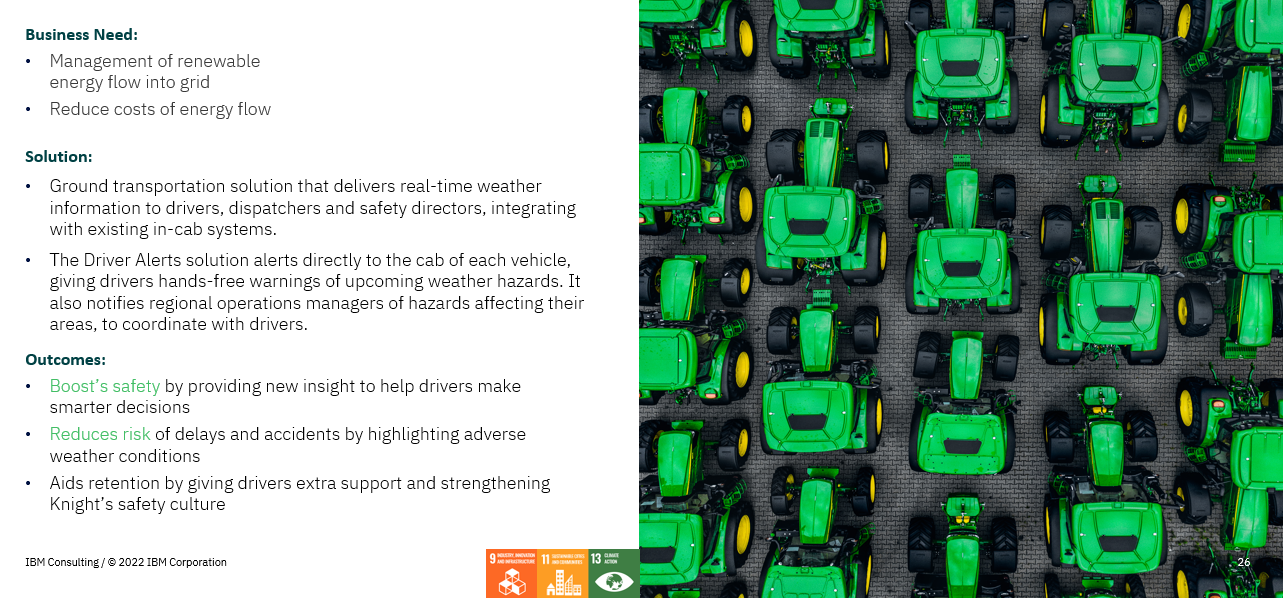 Business Need:
• Management of renewable
energy flow into grid
• Reduce costs of energy flow
Solution:
• Ground transportation solution that delivers real-time weather
information to drivers, dispatchers and safety directors, integrating
with existing in-cab systems.
• The Driver Alerts solution alerts directly to the cab of each vehicle,
giving drivers hands-free warnings of upcoming weather hazards. It
also notifies regional operations managers of hazards affecting their
areas, to coordinate with drivers.
Outcomes:
• Boost’s safety by providing new insight to help drivers make
smarter decisions
• Reduces risk of delays and accidents by highlighting adverse
weather conditions
• Aids retention by giving drivers extra support and strengthening
Knight’s safety culture
IBM Consulting / © 2022 IBM Corporation
9 INDUSTRY, INNOVATION
AND INFRASTRUCTURE
11 SUSTAINABLE CITIES
AND COMMUNITIES
13 CLIMATE
ACTION
26